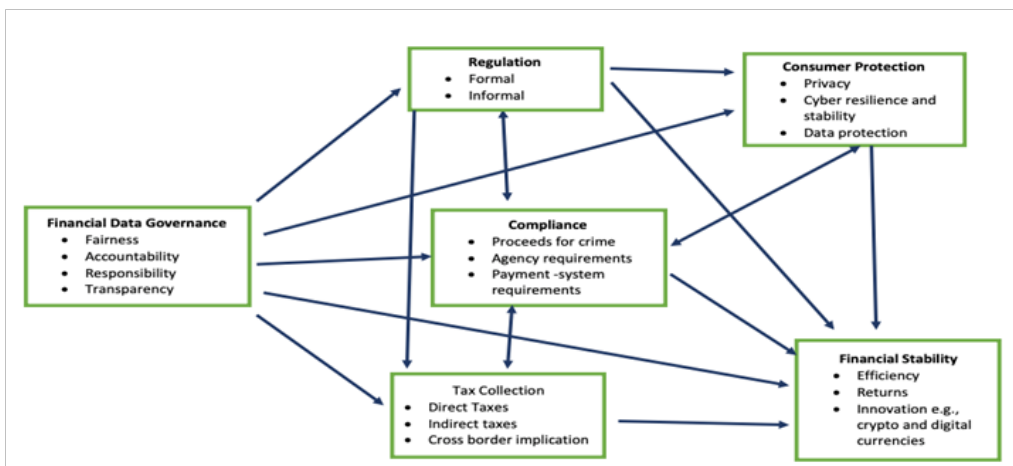 Regulation
• Formal
• Informal
Consumer Protection
• Privacy
• Cyber resilience and
stability
• Data protection
Financial Data Governance
• Fairness
• Accountability
• Responsibility
• Transparency
Compliance
• Proceeds for crime
• Agency requirements
• Payment -system
requirements
Tax Collection
• Direct Taxes
• Indirect taxes
• Cross border implication
Financial Stability
• Efficiency
• Returns
• Innovation e.g.,
crypto and digital
currencies